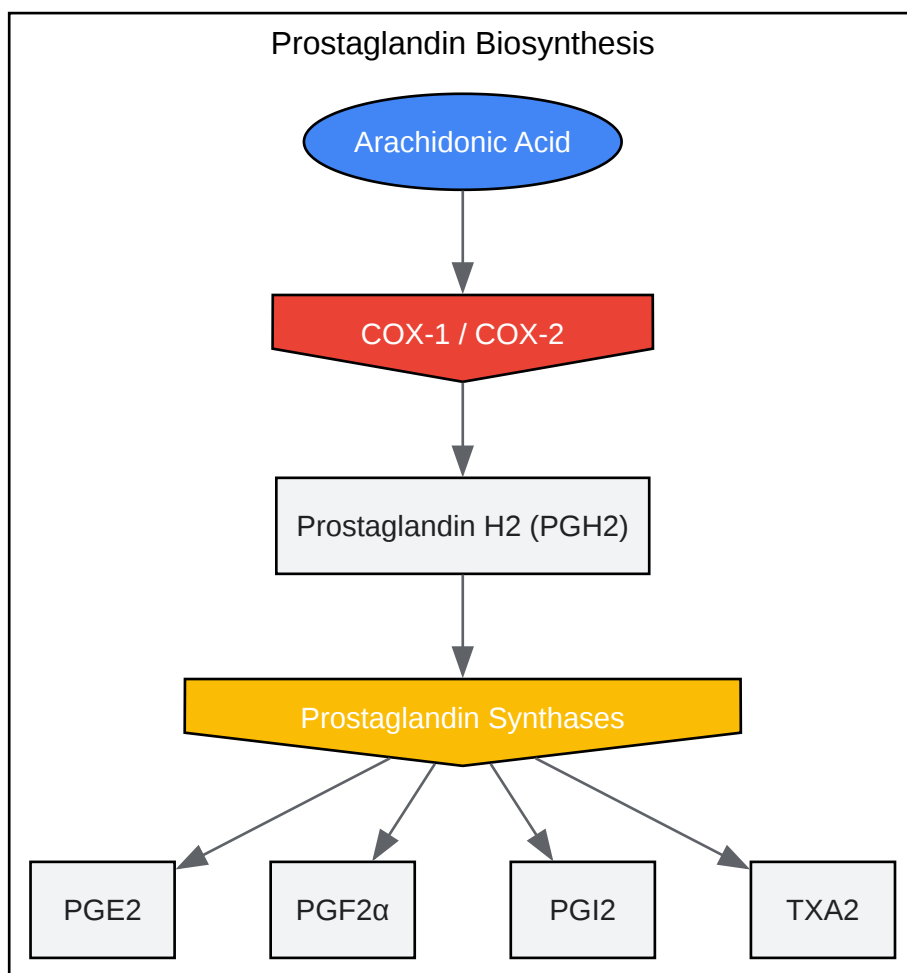 Prostaglandin Biosynthesis
Arachidonic Acid
COX-1 / COX-2
Prostaglandin H2 (PGH2)
Prostaglandin Synthases
PGE2
PGF2α
PGI2
TXA2